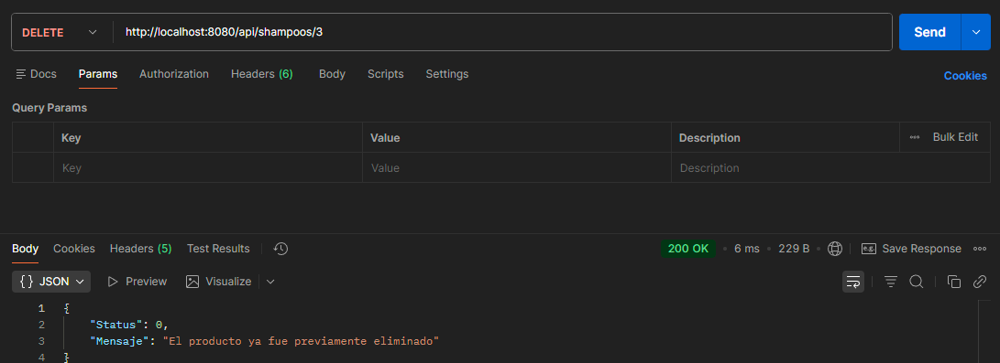 DELETE http://localhost:8080/api/shampoos/3 Send
Docs Params Authorization Headers (6) Body Scripts Settings Cookies
Query Params
Key Value Description Bulk Edit
Key Value Description
Body Cookies Headers (5) Test Results 200 OK 6 ms 229 B e.g. Save Response
{} JSON Preview Visualize
1 {
2 "Status": 0,
3 "Mensaje": "El producto ya fue previamente eliminado"
4 }